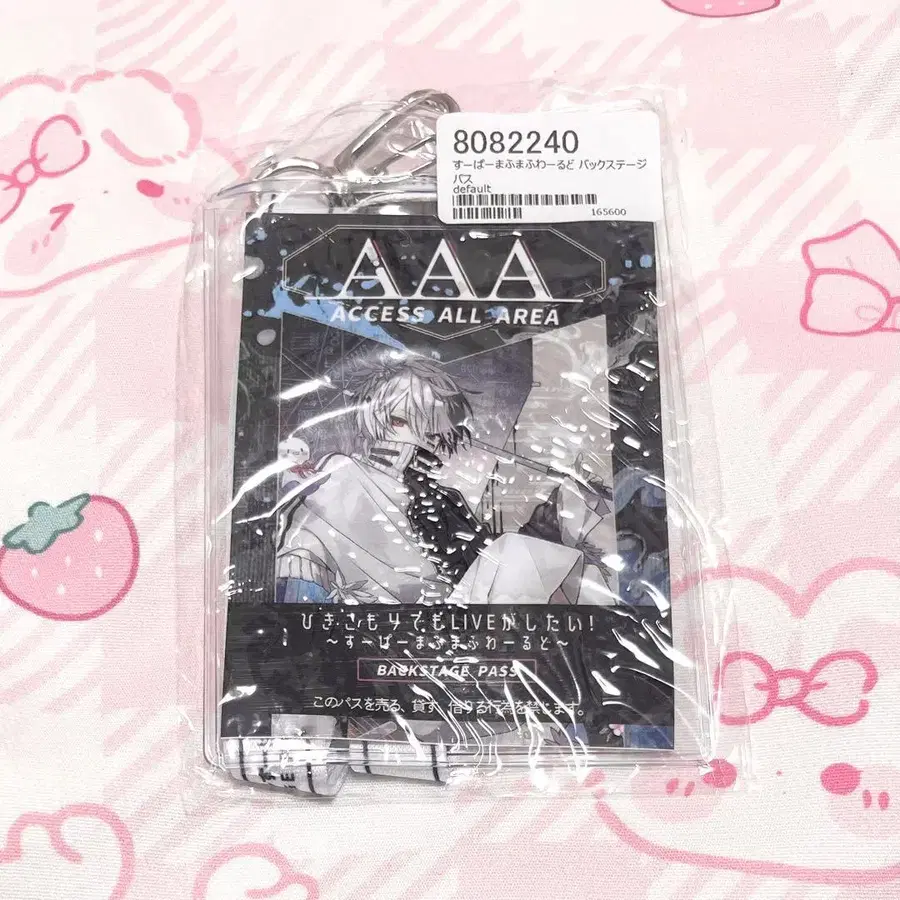 8082240
すーぱーまふまふわーるど バックステージ
パス
default
165600
AAA
ACCESS ALL AREA
ひきこもりでもLIVEがしたい!
～すーぱーまふまふわーるど～
BACKSTAGE PASS
このパスを売る、貸す、借りる行為を禁じます。